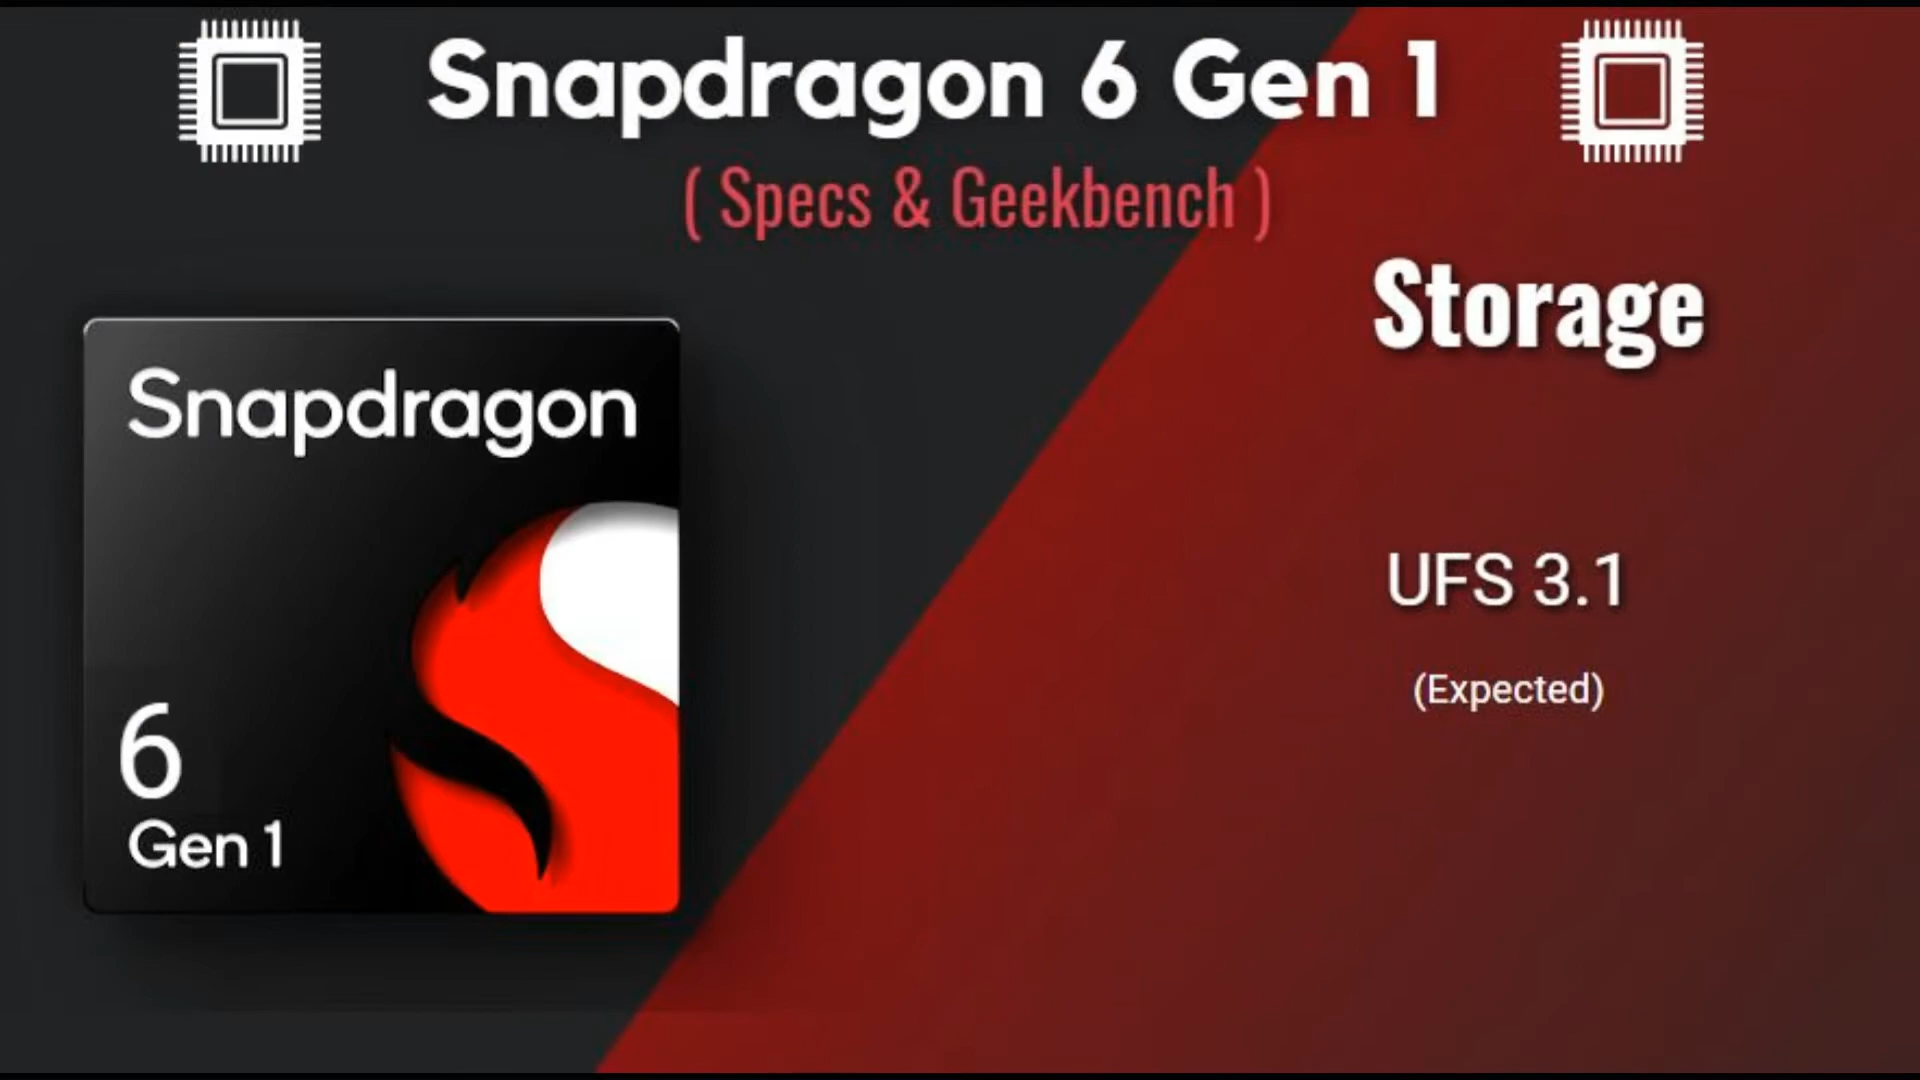 Snapdragon 6 Gen 1
( Specs & Geekbench )
Storage
Snapdragon
UFS 3.1
(Expected)
6
Gen 1